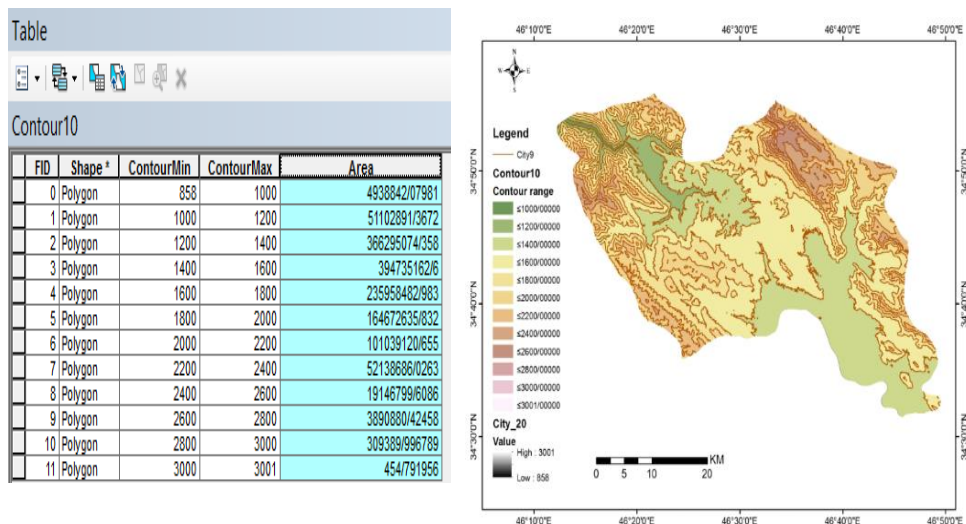 Table
Contour10
FID Shape * ContourMin ContourMax Area
0 Polygon 858 1000 4938842/07981
1 Polygon 1000 1200 51102891/3672
2 Polygon 1200 1400 366295074/358
3 Polygon 1400 1600 394735162/6
4 Polygon 1600 1800 235958482/983
5 Polygon 1800 2000 164672635/832
6 Polygon 2000 2200 101039120/655
7 Polygon 2200 2400 52138686/0263
8 Polygon 2400 2600 19146799/6086
9 Polygon 2600 2800 3890880/42458
10 Polygon 2800 3000 309389/996789
11 Polygon 3000 3001 454/791956
46°10'0"E 46°20'0"E 46°30'0"E 46°40'0"E 46°50'0"E
N
W E
S
34°50'0"N 34°50'0"N
34°40'0"N 34°40'0"N
34°30'0"N 34°30'0"N
Legend
City9
Contour10
Contour range
≤1000/00000
≤1200/00000
≤1400/00000
≤1600/00000
≤1800/00000
≤2000/00000
≤2200/00000
≤2400/00000
≤2600/00000
≤2800/00000
≤3000/00000
≤3001/00000
City_20
Value
High : 3001
Low : 858
KM
0 5 10 20
46°10'0"E 46°20'0"E 46°30'0"E 46°40'0"E 46°50'0"E